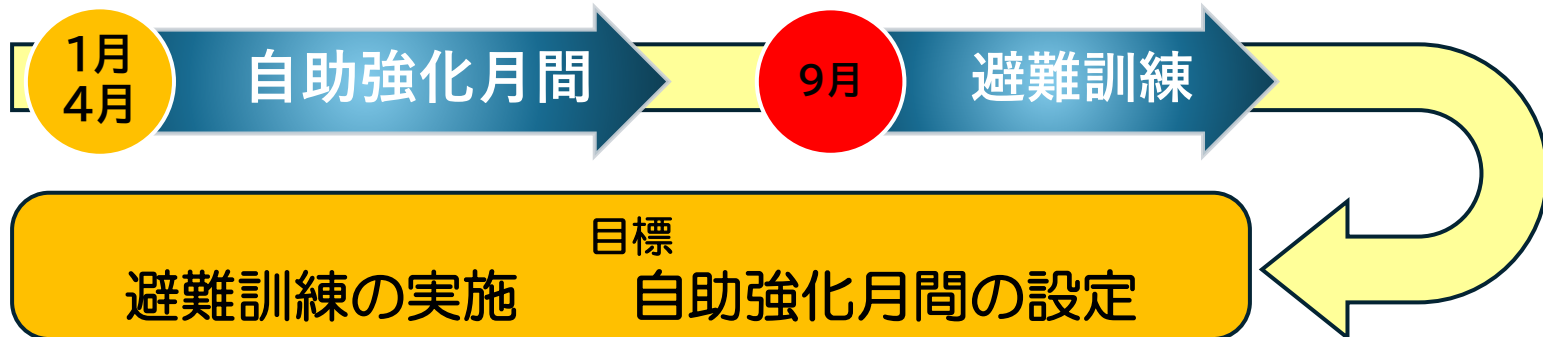 1月
4月
自助強化月間
9月
避難訓練
目標
避難訓練の実施　　自助強化月間の設定